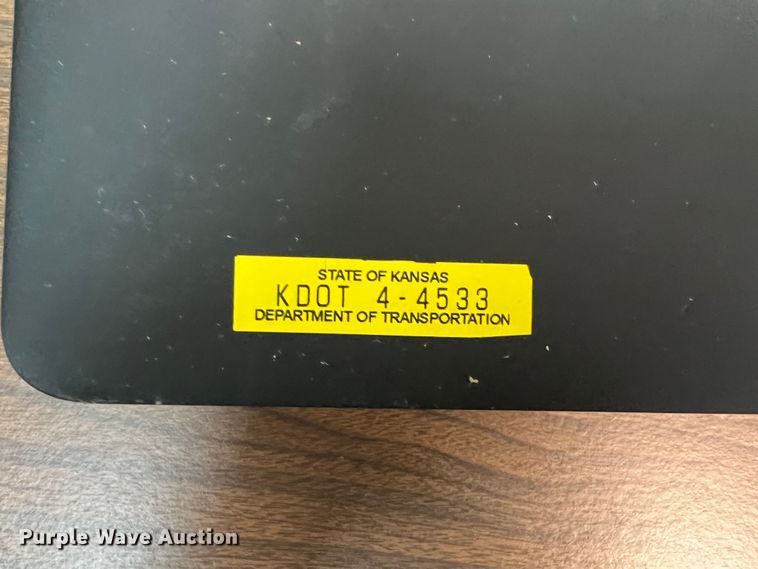 STATE OF KANSAS
KDOT 4-4533
DEPARTMENT OF TRANSPORTATION
Purple Wave Auction